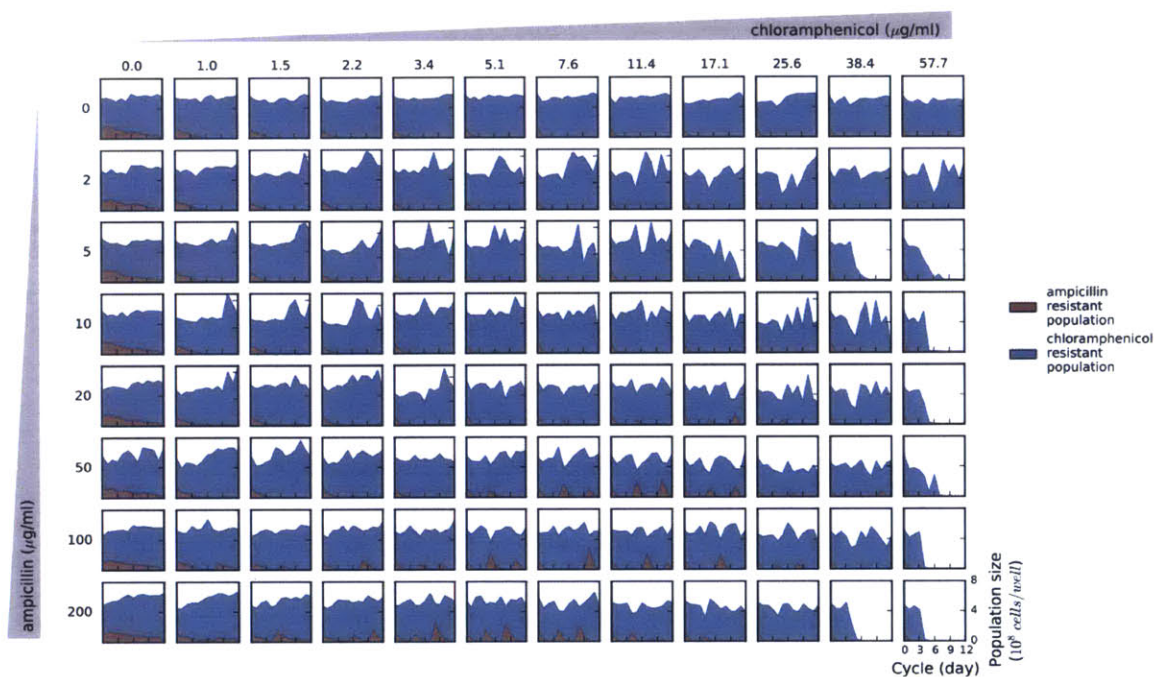 chloramphenicol (μg/ml)
0.0 1.0 1.5 2.2 3.4 5.1 7.6 11.4 17.1 25.6 38.4 57.7
0
2
5
10
20
50
100
200
ampicillin (μg/ml)
ampicillin
resistant
population
chloramphenicol
resistant
population
8
4
0
Population size
(10⁸ cells/well)
0 3 6 9 12
Cycle (day)